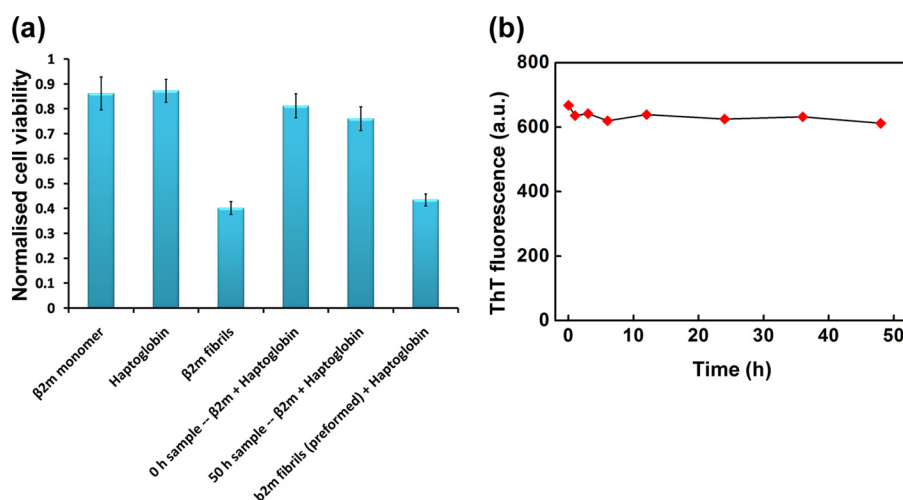 (a)
Normalised cell viability
1
0.9
0.8
0.7
0.6
0.5
0.4
0.3
0.2
0.1
0
β2m monomer
Haptoglobin
β2m fibrils
0 h sample -- β2m + Haptoglobin
50 h sample -- β2m + Haptoglobin
b2m fibrils (preformed) + Haptoglobin
(b)
ThT fluorescence (a.u.)
800
600
400
200
0
0
10
20
30
40
50
Time (h)